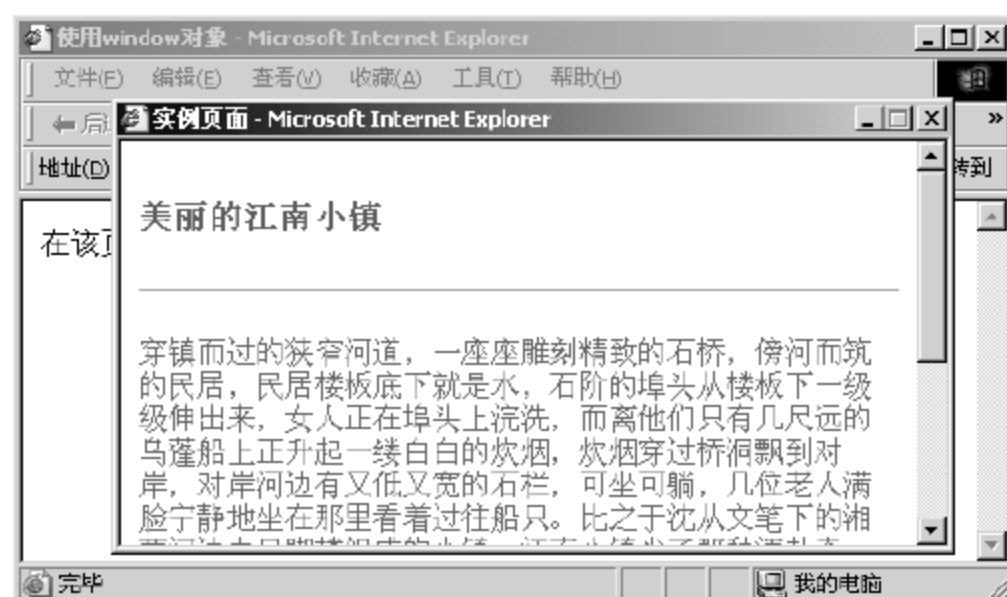 使用window对象 - Microsoft Internet Explorer
文件(F) 编辑(E) 查看(V) 收藏(A) 工具(T) 帮助(H)
后
»
实例页面 - Microsoft Internet Explorer
地址(D)
转到
在该
美丽的江南小镇
穿镇而过的狭窄河道，一座座雕刻精致的石桥，傍河而筑
的民居，民居楼板底下就是水，石阶的埠头从楼板下一级
级伸出来，女人正在埠头上浣洗，而离他们只有几尺远的
乌蓬船上正升起一缕白白的炊烟，炊烟穿过桥洞飘到对
岸，对岸河边有又低又宽的石栏，可坐可躺，几位老人满
脸宁静地坐在那里看着过往船只。比之于沈从文笔下的湘
完毕
我的电脑